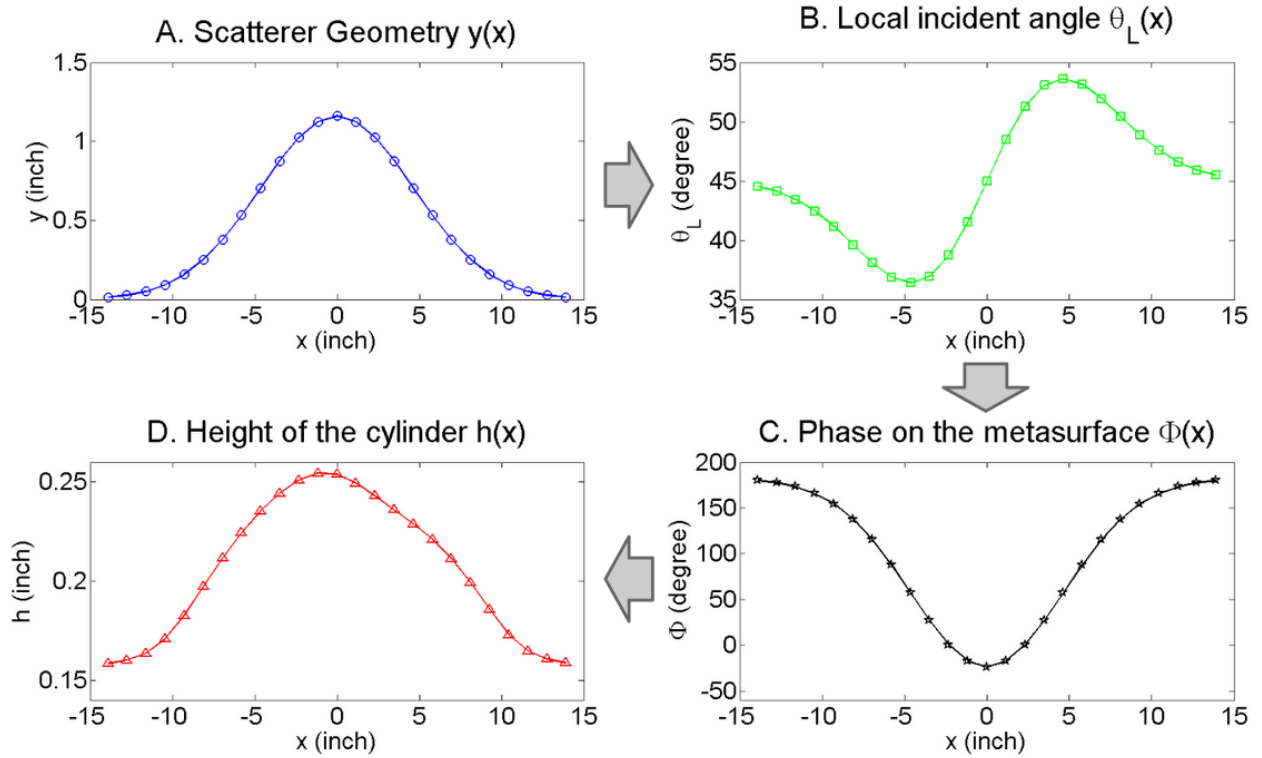 A. Scatterer Geometry y(x)
1.5
1
0.5
0
y (inch)
-15 -10 -5 0 5 10 15
x (inch)
B. Local incident angle θL(x)
55
50
45
40
35
θL (degree)
-15 -10 -5 0 5 10 15
x (inch)
D. Height of the cylinder h(x)
0.25
0.2
0.15
h (inch)
-15 -10 -5 0 5 10 15
x (inch)
C. Phase on the metasurface Φ(x)
200
150
100
50
0
-50
Φ (degree)
-15 -10 -5 0 5 10 15
x (inch)